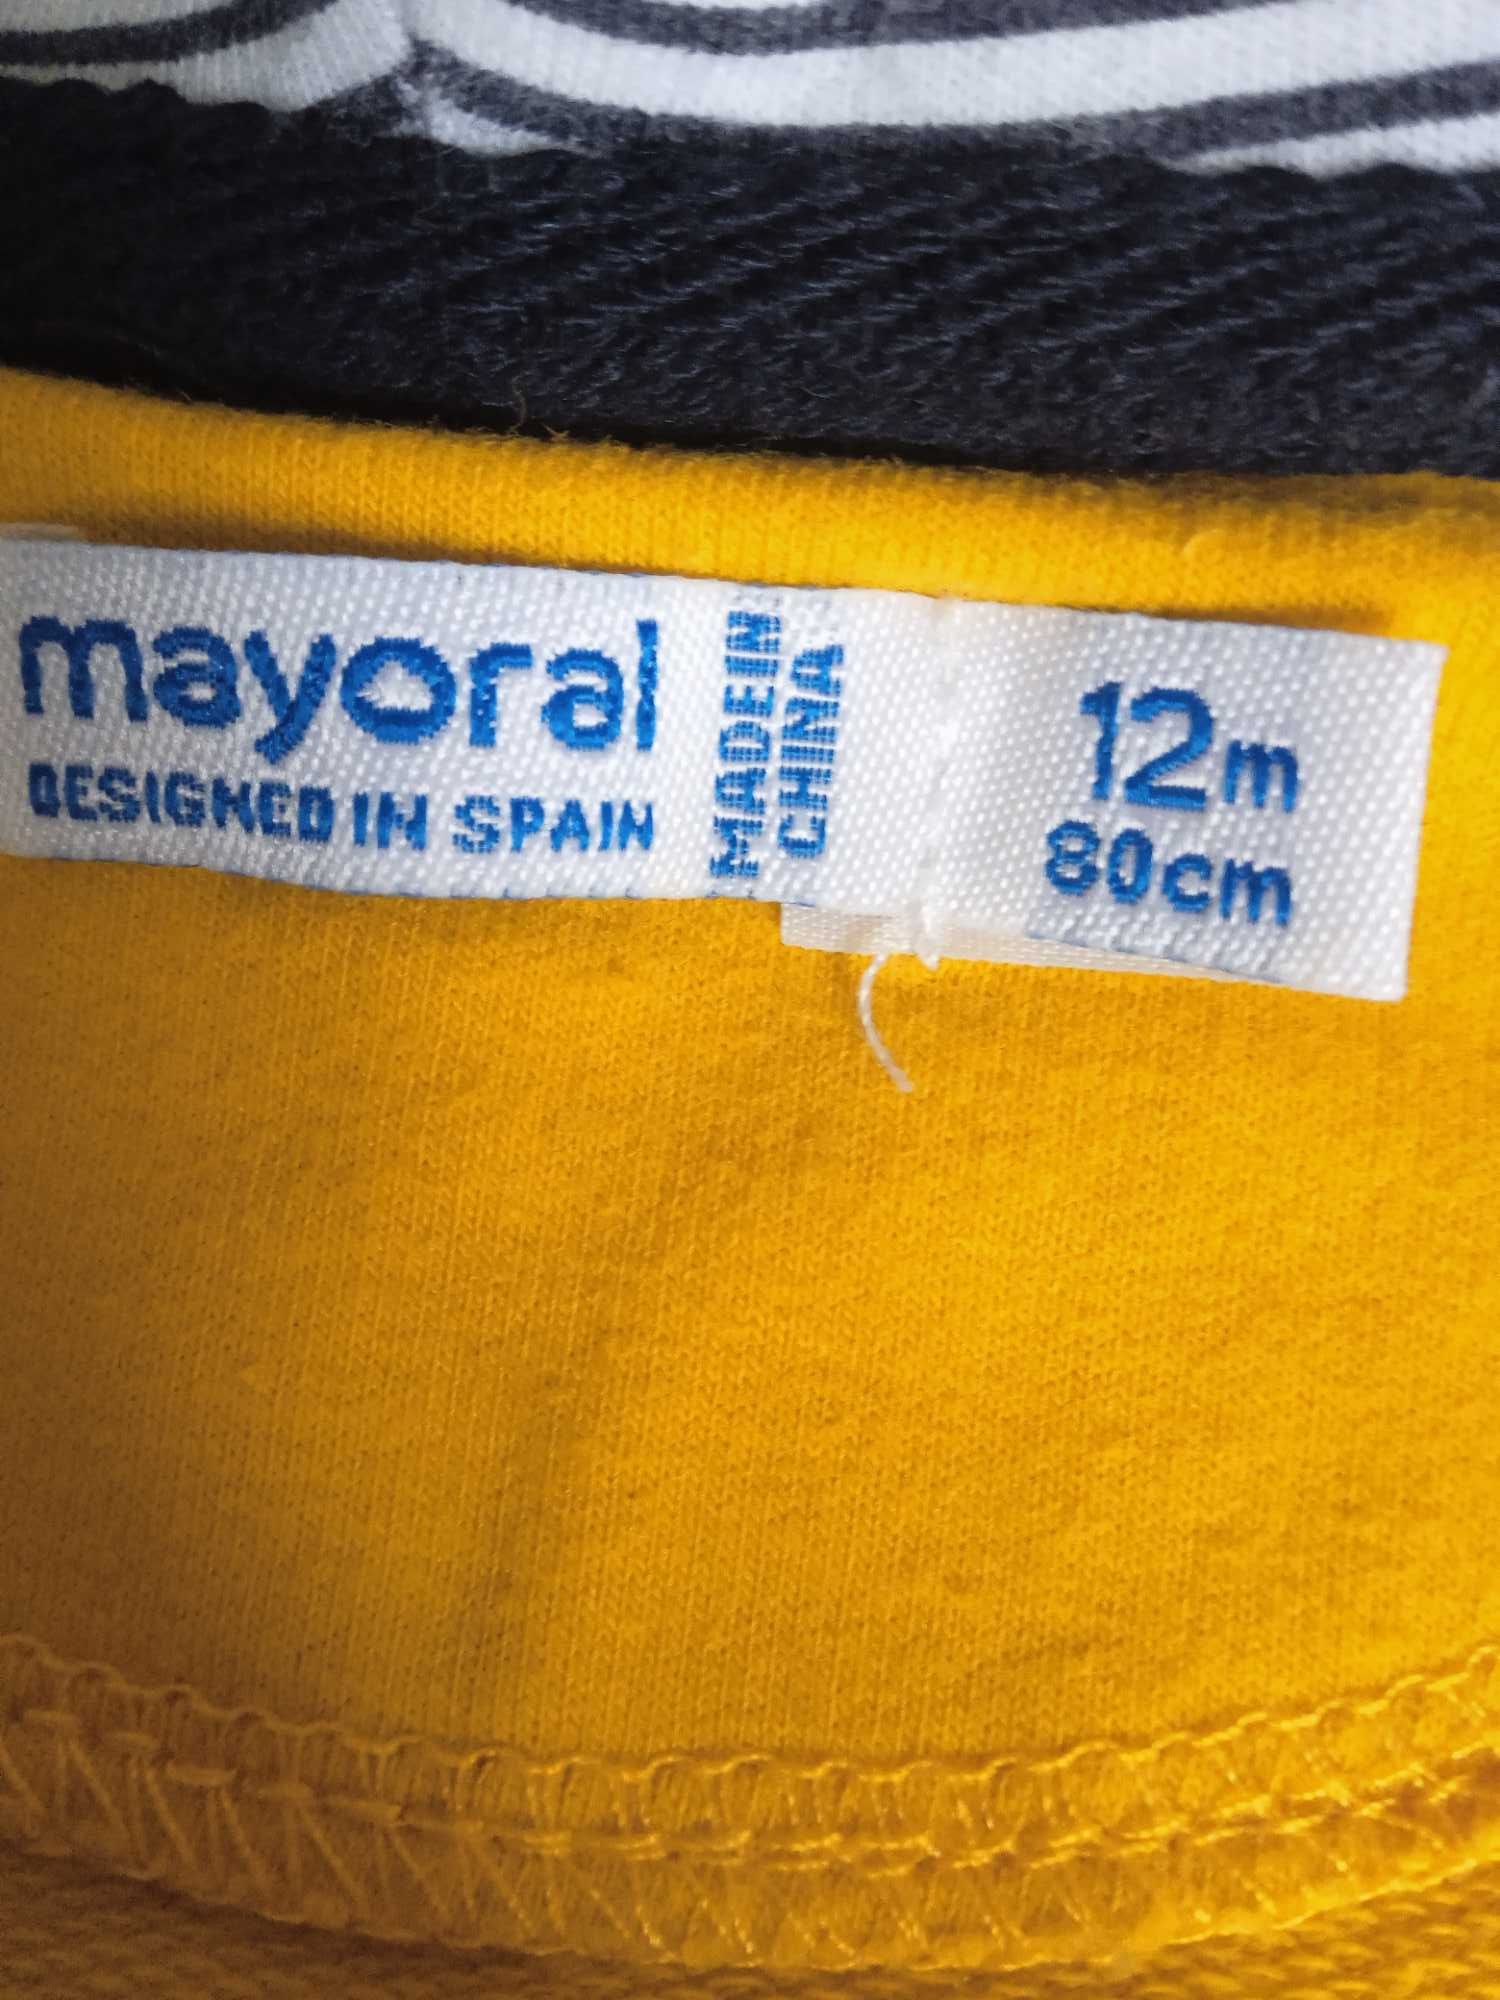 mayoral
DESIGNED IN SPAIN
MADE IN
CHINA
12m
80cm